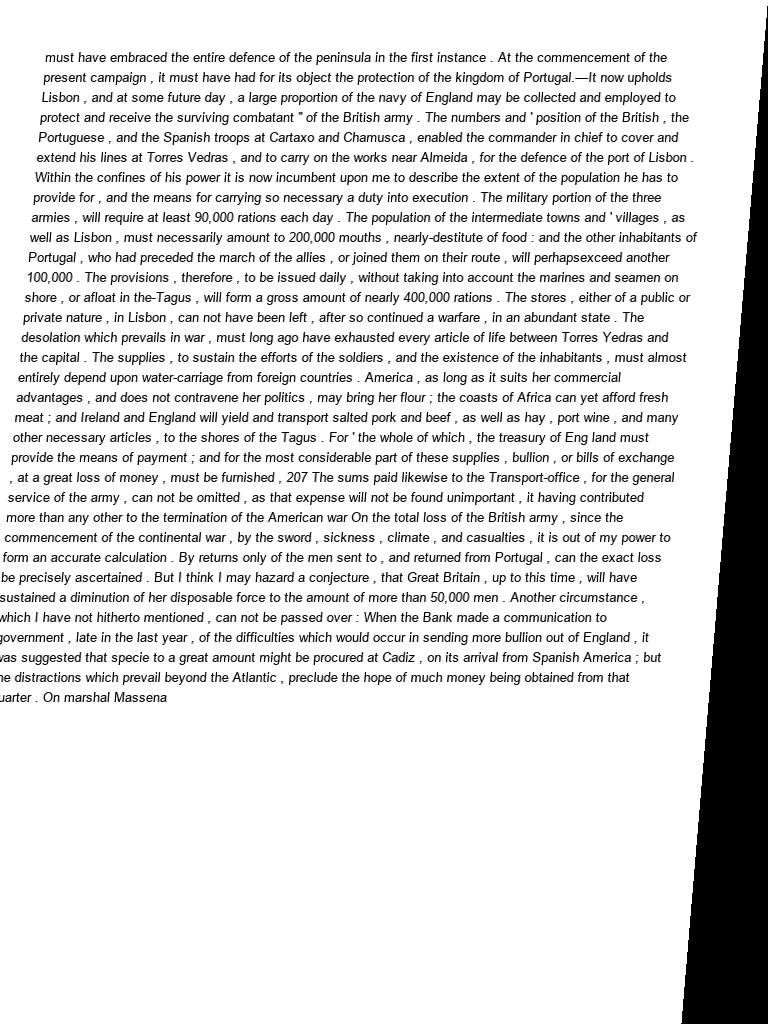 must have embraced the entire defence of the peninsula in the first instance . At the commencement of the
present campaign , it must have had for its object the protection of the kingdom of Portugal.—It now upholds
Lisbon , and at some future day , a large proportion of the navy of England may be collected and employed to
protect and receive the surviving combatant " of the British army . The numbers and ' position of the British , the
Portuguese , and the Spanish troops at Cartaxo and Chamusca , enabled the commander in chief to cover and
extend his lines at Torres Vedras , and to carry on the works near Almeida , for the defence of the port of Lisbon .
Within the confines of his power it is now incumbent upon me to describe the extent of the population he has to
provide for , and the means for carrying so necessary a duty into execution . The military portion of the three
armies , will require at least 90,000 rations each day . The population of the intermediate towns and ' villages , as
well as Lisbon , must necessarily amount to 200,000 mouths , nearly-destitute of food : and the other inhabitants of
Portugal , who had preceded the march of the allies , or joined them on their route , will perhapsexceed another
100,000 . The provisions , therefore , to be issued daily , without taking into account the marines and seamen on
shore , or afloat in the-Tagus , will form a gross amount of nearly 400,000 rations . The stores , either of a public or
private nature , in Lisbon , can not have been left , after so continued a warfare , in an abundant state . The
desolation which prevails in war , must long ago have exhausted every article of life between Torres Yedras and
the capital . The supplies , to sustain the efforts of the soldiers , and the existence of the inhabitants , must almost
entirely depend upon water-carriage from foreign countries . America , as long as it suits her commercial
advantages , and does not contravene her politics , may bring her flour ; the coasts of Africa can yet afford fresh
meat ; and Ireland and England will yield and transport salted pork and beef , as well as hay , port wine , and many
other necessary articles , to the shores of the Tagus . For ' the whole of which , the treasury of Eng land must
provide the means of payment ; and for the most considerable part of these supplies , bullion , or bills of exchange
, at a great loss of money , must be furnished , 207 The sums paid likewise to the Transport-office , for the general
service of the army , can not be omitted , as that expense will not be found unimportant , it having contributed
more than any other to the termination of the American war On the total loss of the British army , since the
commencement of the continental war , by the sword , sickness , climate , and casualties , it is out of my power to
form an accurate calculation . By returns only of the men sent to , and returned from Portugal , can the exact loss
be precisely ascertained . But I think I may hazard a conjecture , that Great Britain , up to this time , will have
sustained a diminution of her disposable force to the amount of more than 50,000 men . Another circumstance ,
which I have not hitherto mentioned , can not be passed over : When the Bank made a communication to
government , late in the last year , of the difficulties which would occur in sending more bullion out of England , it
was suggested that specie to a great amount might be procured at Cadiz , on its arrival from Spanish America ; but
he distractions which prevail beyond the Atlantic , preclude the hope of much money being obtained from that
uarter . On marshal Massena